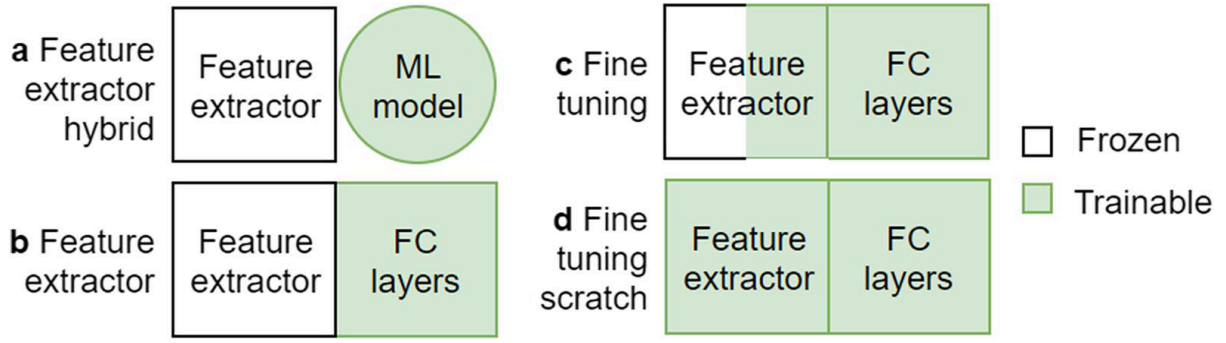 a Feature
extractor
hybrid
Feature
extractor
ML
model
b Feature
extractor
Feature
extractor
FC
layers
c Fine
tuning
Feature
extractor
FC
layers
d Fine
tuning
scratch
Feature
extractor
FC
layers
Frozen
Trainable